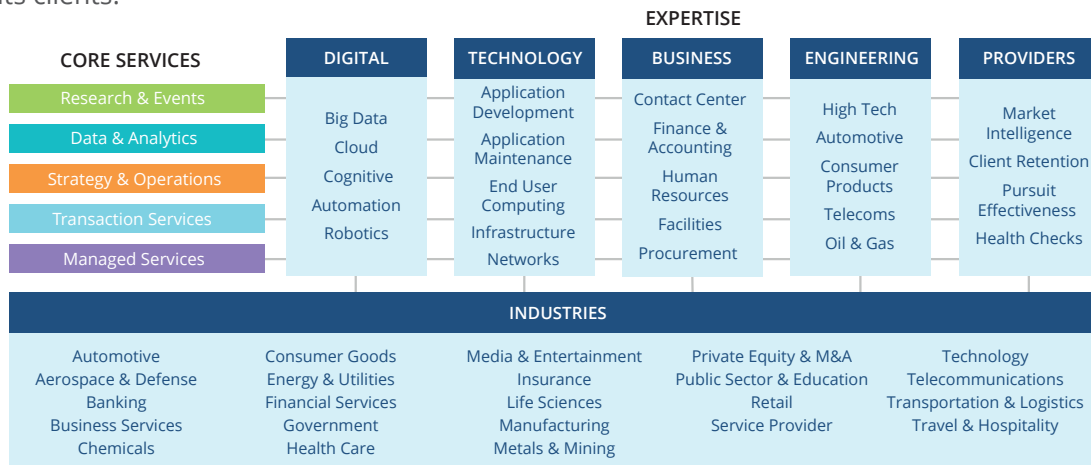 its clients.
EXPERTISE
CORE SERVICES
Research & Events
Data & Analytics
Strategy & Operations
Transaction Services
Managed Services
DIGITAL
Big Data
Cloud
Cognitive
Automation
Robotics
TECHNOLOGY
Application
Development
Application
Maintenance
End User
Computing
Infrastructure
Networks
BUSINESS
Contact Center
Finance &
Accounting
Human
Resources
Facilities
Procurement
ENGINEERING
High Tech
Automotive
Consumer
Products
Telecoms
Oil & Gas
PROVIDERS
Market
Intelligence
Client Retention
Pursuit
Effectiveness
Health Checks
INDUSTRIES
Automotive
Aerospace & Defense
Banking
Business Services
Chemicals
Consumer Goods
Energy & Utilities
Financial Services
Government
Health Care
Media & Entertainment
Insurance
Life Sciences
Manufacturing
Metals & Mining
Private Equity & M&A
Public Sector & Education
Retail
Service Provider
Technology
Telecommunications
Transportation & Logistics
Travel & Hospitality